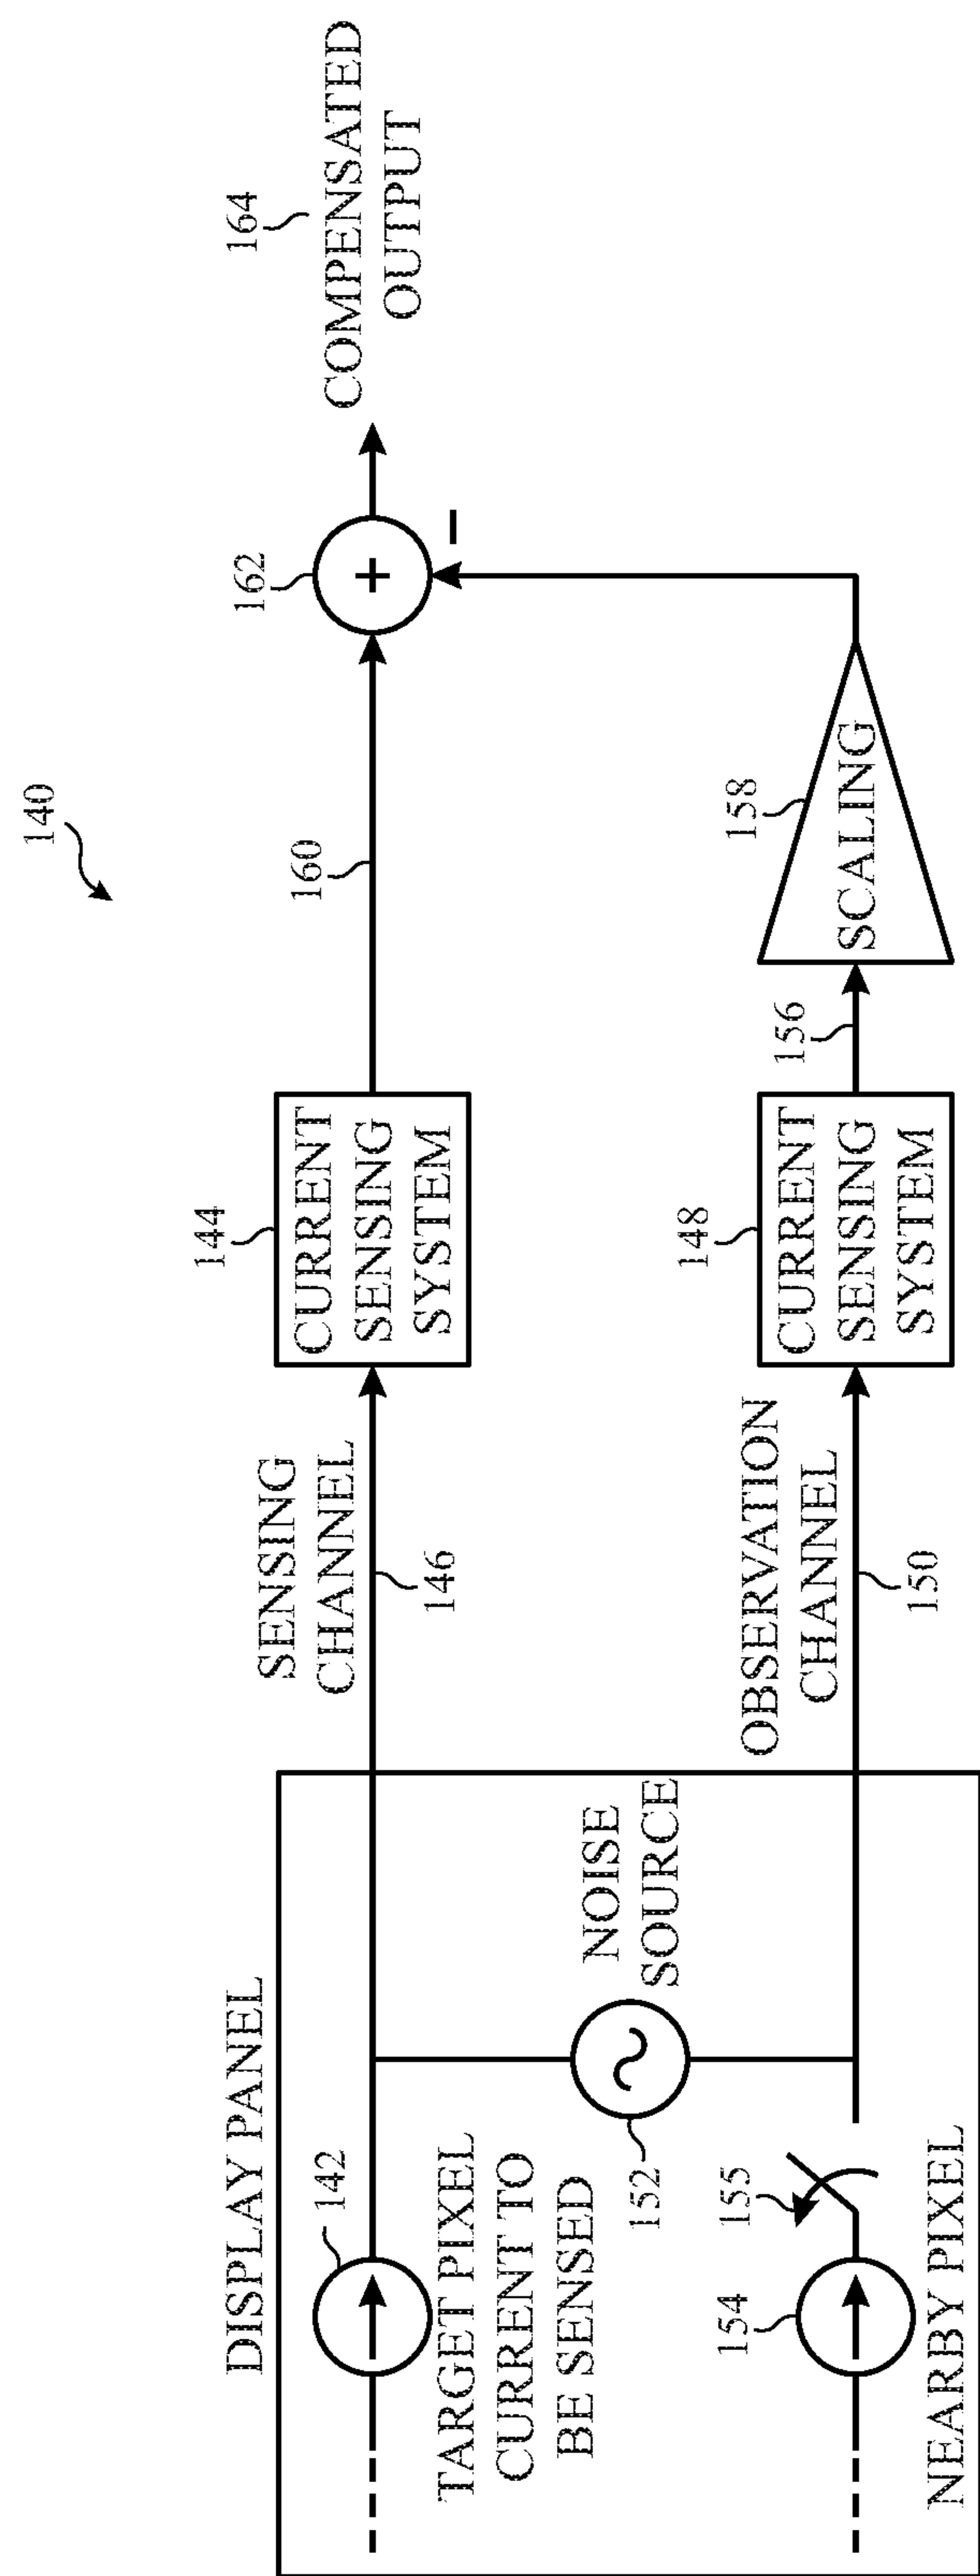 140
DISPLAY PANEL
142
TARGET PIXEL
CURRENT TO
BE SENSED
152
NOISE
SOURCE
155
154
NEARBY PIXEL
SENSING
CHANNEL
146
OBSERVATION
CHANNEL
150
144
CURRENT
SENSING
SYSTEM
148
CURRENT
SENSING
SYSTEM
156
158
SCALING
160
162
+
–
164
COMPENSATED
OUTPUT